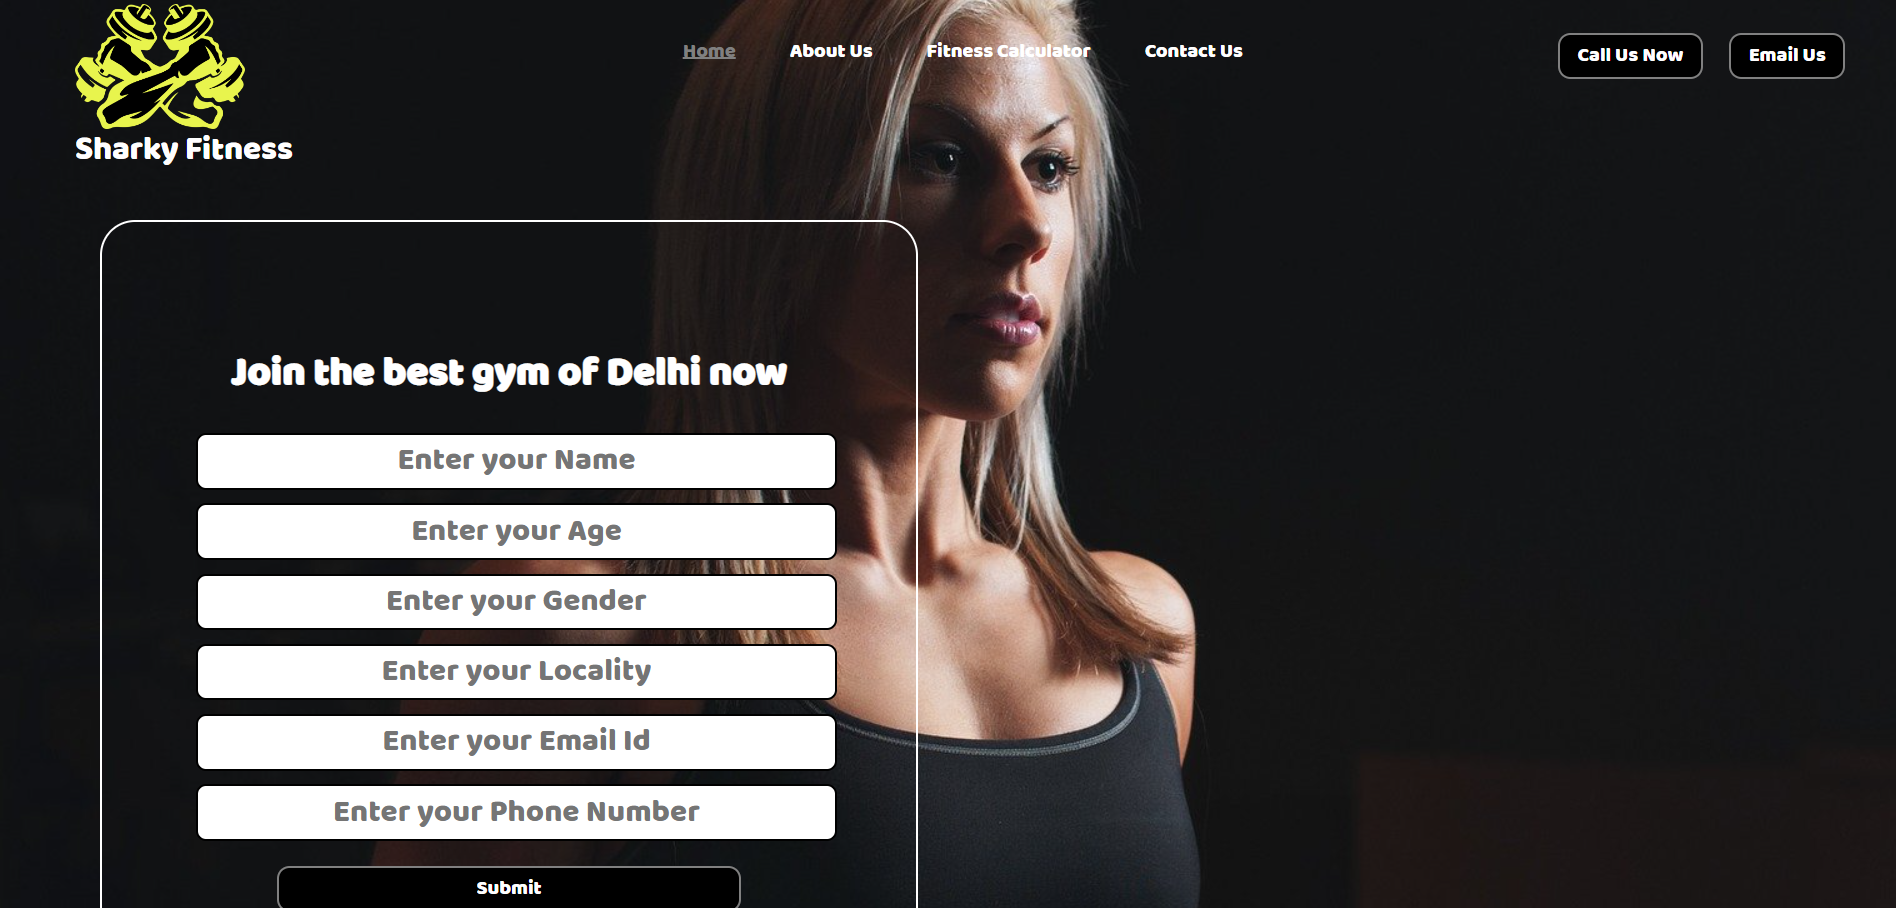 Home
About Us
Fitness Calculator
Contact Us
Call Us Now
Email Us
Sharky Fitness
Join the best gym of Delhi now
Enter your Name
Enter your Age
Enter your Gender
Enter your Locality
Enter your Email Id
Enter your Phone Number
Submit